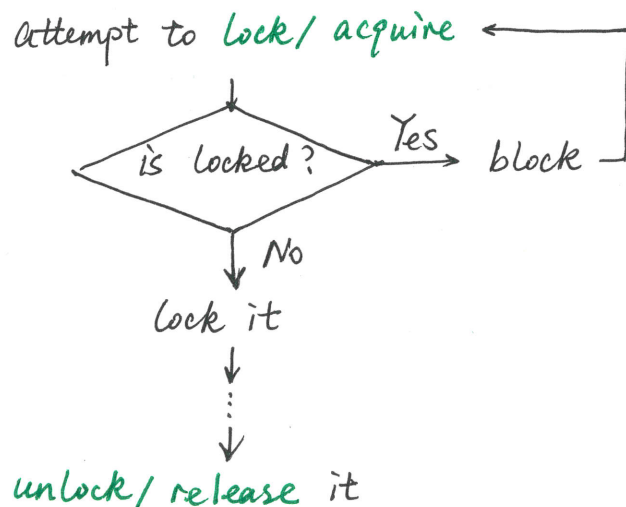 attempt to lock/ acquire
is locked?
Yes
block
No
lock it
unlock/ release it